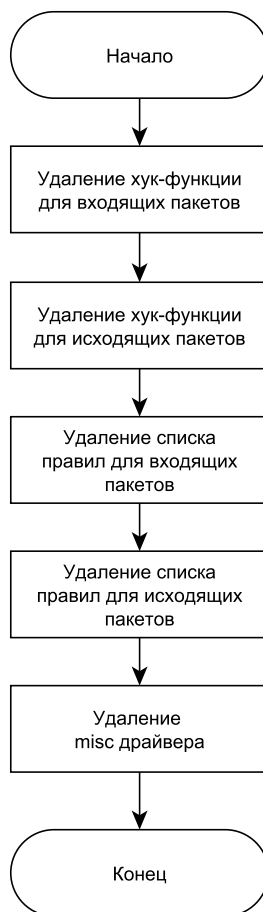 Начало
Удаление хук-функции
для входящих пакетов
Удаление хук-функции
для исходящих пакетов
Удаление списка
правил для входящих
пакетов
Удаление списка
правил для исходящих
пакетов
Удаление
misc драйвера
Конец